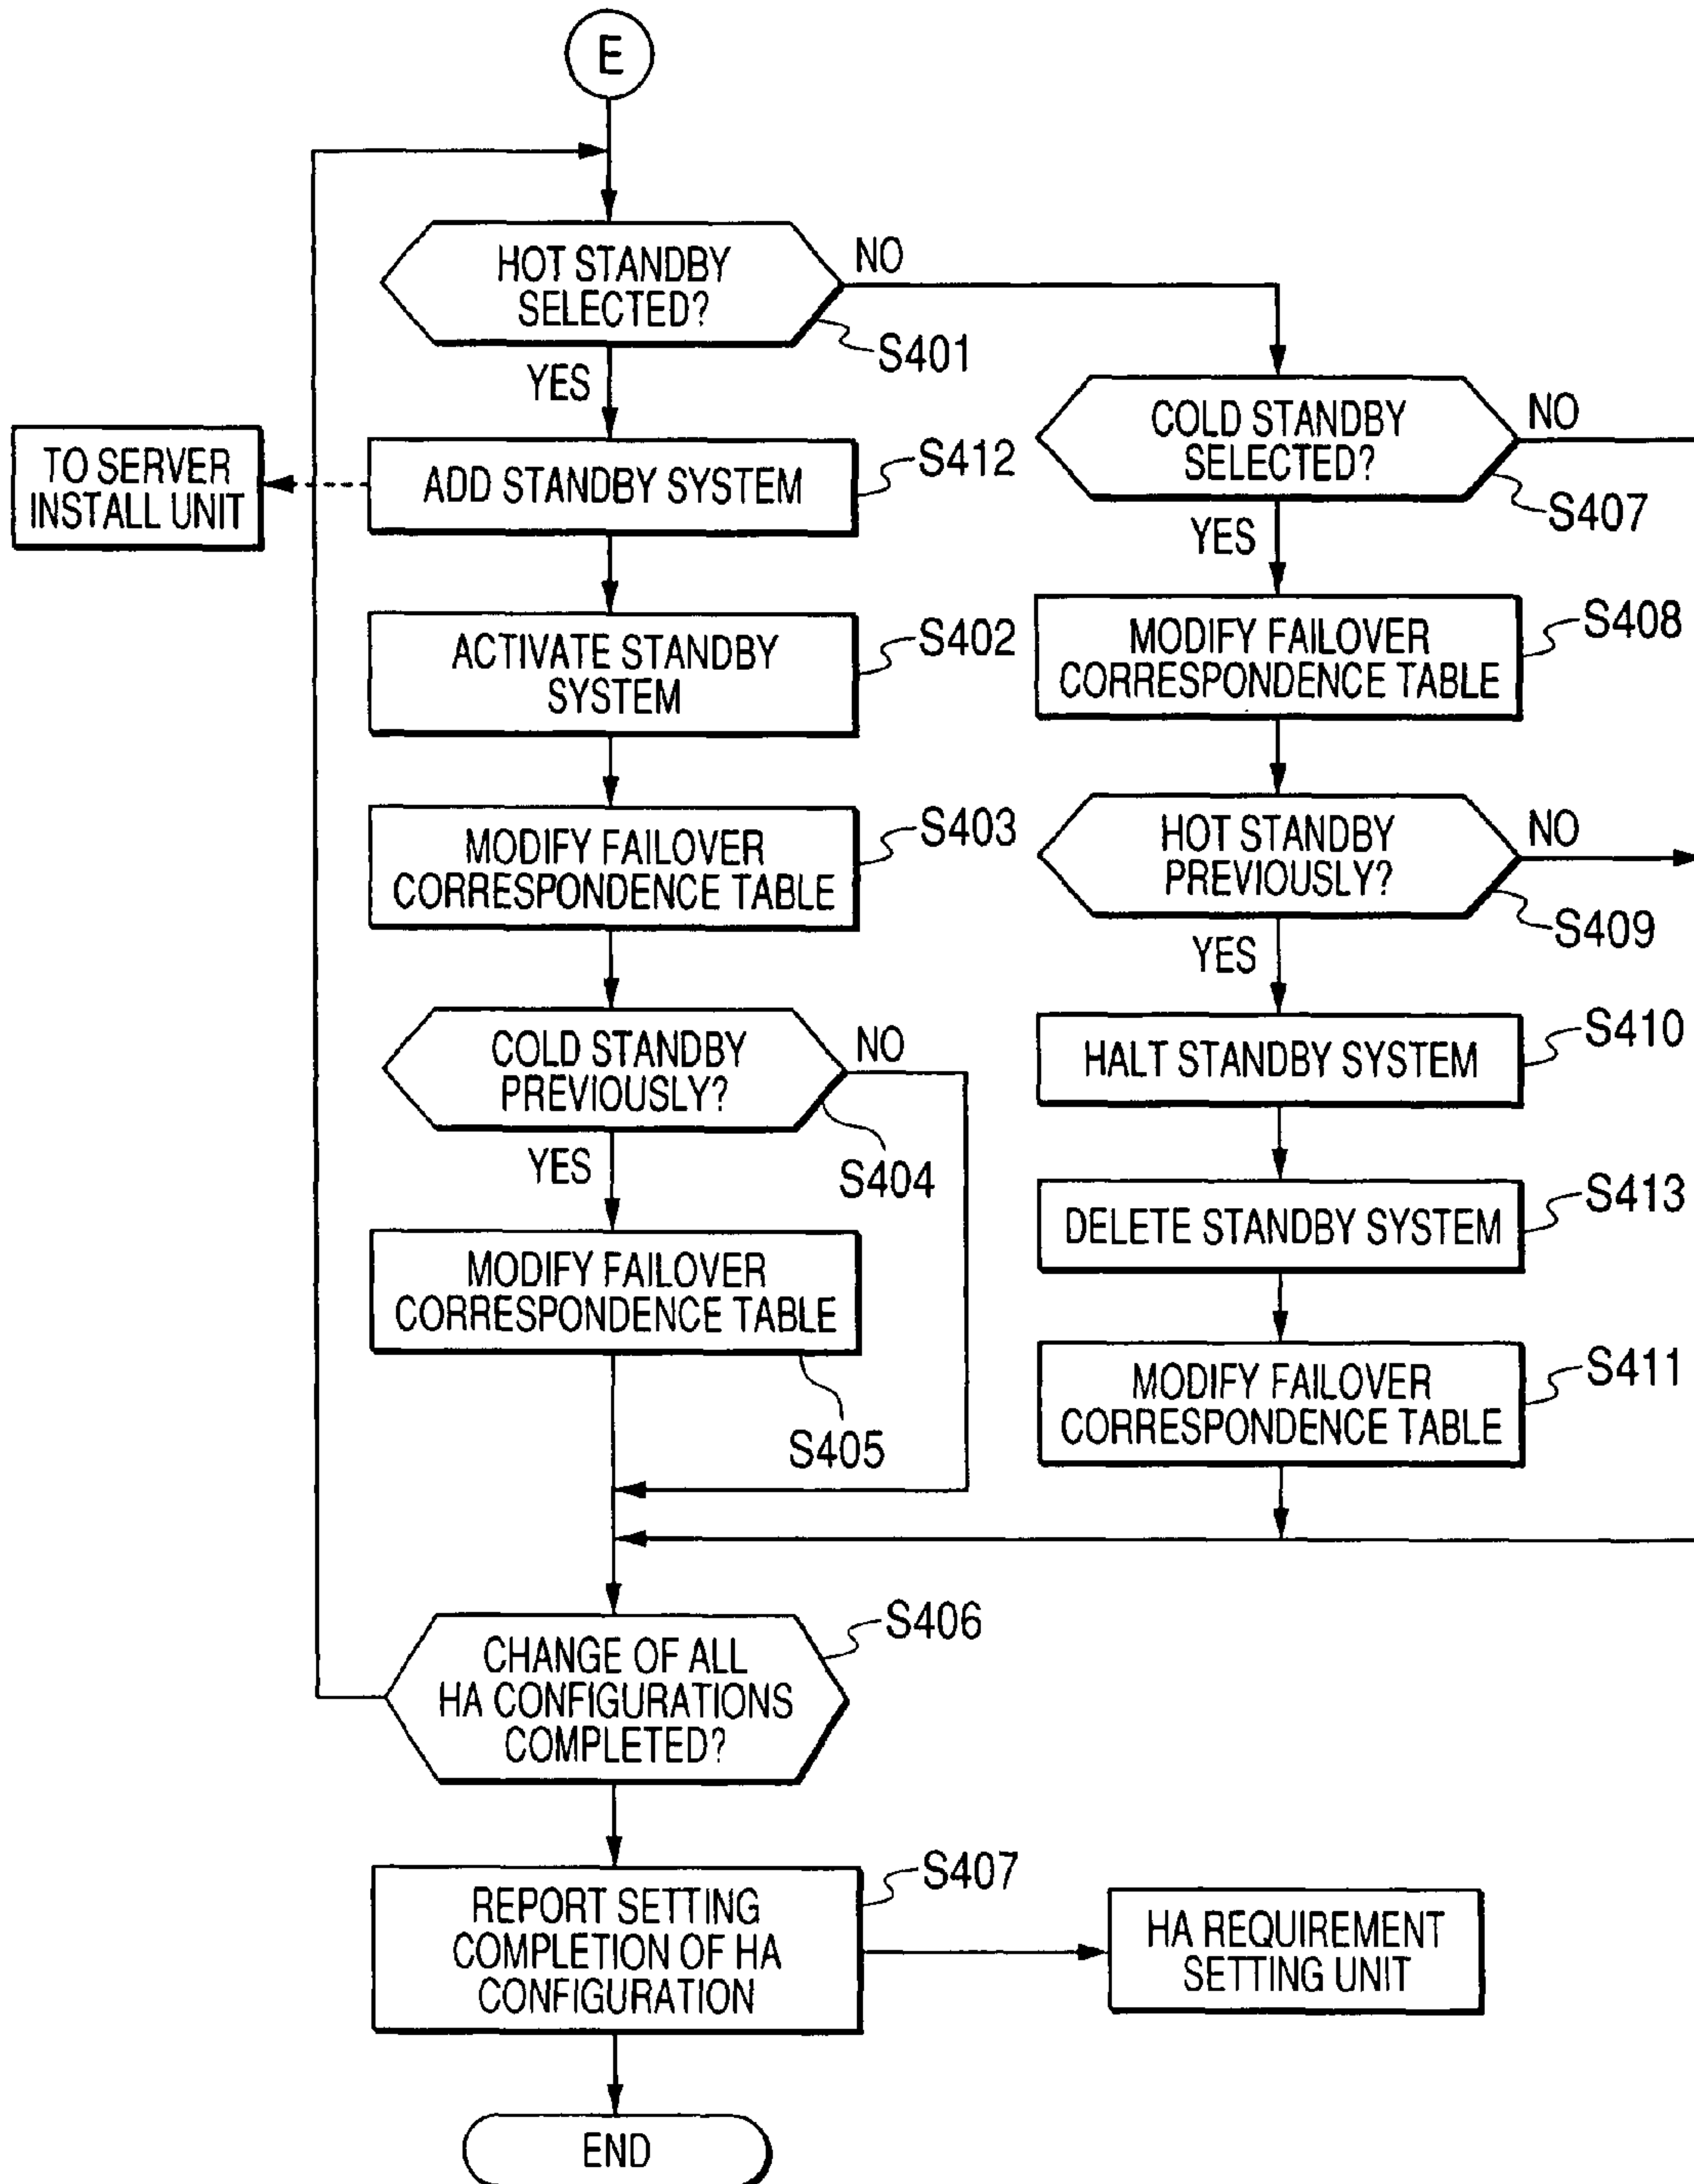 E
HOT STANDBY
SELECTED?
NO
S401
YES
TO SERVER
INSTALL UNIT
ADD STANDBY SYSTEM
S412
ACTIVATE STANDBY
SYSTEM
S402
MODIFY FAILOVER
CORRESPONDENCE TABLE
S403
COLD STANDBY
PREVIOUSLY?
NO
S404
YES
MODIFY FAILOVER
CORRESPONDENCE TABLE
S405
COLD STANDBY
SELECTED?
NO
S407
YES
MODIFY FAILOVER
CORRESPONDENCE TABLE
S408
HOT STANDBY
PREVIOUSLY?
NO
S409
YES
HALT STANDBY SYSTEM
S410
DELETE STANDBY SYSTEM
S413
MODIFY FAILOVER
CORRESPONDENCE TABLE
S411
CHANGE OF ALL
HA CONFIGURATIONS
COMPLETED?
S406
REPORT SETTING
COMPLETION OF HA
CONFIGURATION
S407
HA REQUIREMENT
SETTING UNIT
END